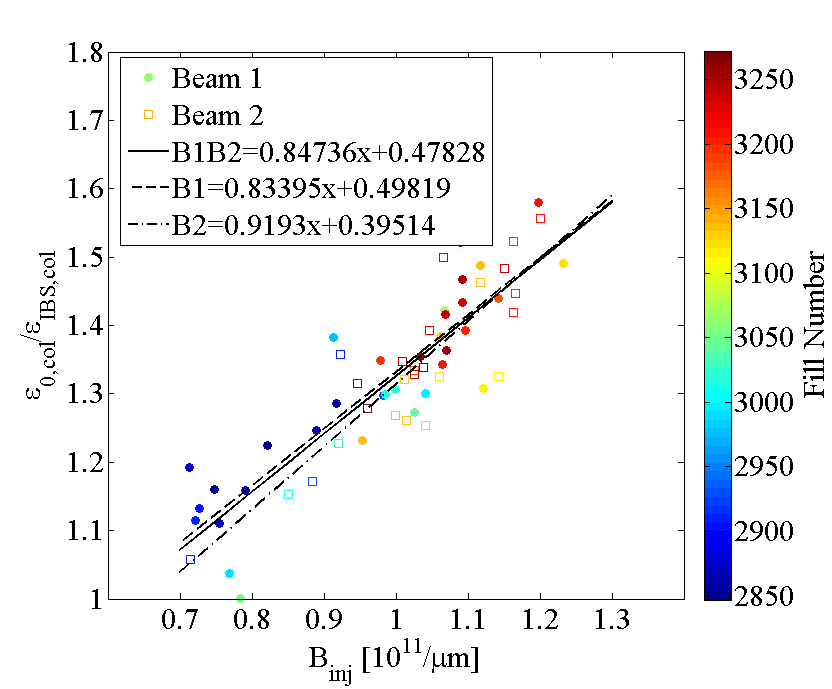 1.8
1.7
1.6
1.5
1.4
1.3
1.2
1.1
1
ε0,col/εIBS,col
Beam 1
Beam 2
B1B2=0.84736x+0.47828
B1=0.83395x+0.49819
B2=0.9193x+0.39514
0.7 0.8 0.9 1 1.1 1.2 1.3
Binj [10^11/μm]
3250
3200
3150
3100
3050
3000
2950
2900
2850
Fill Number